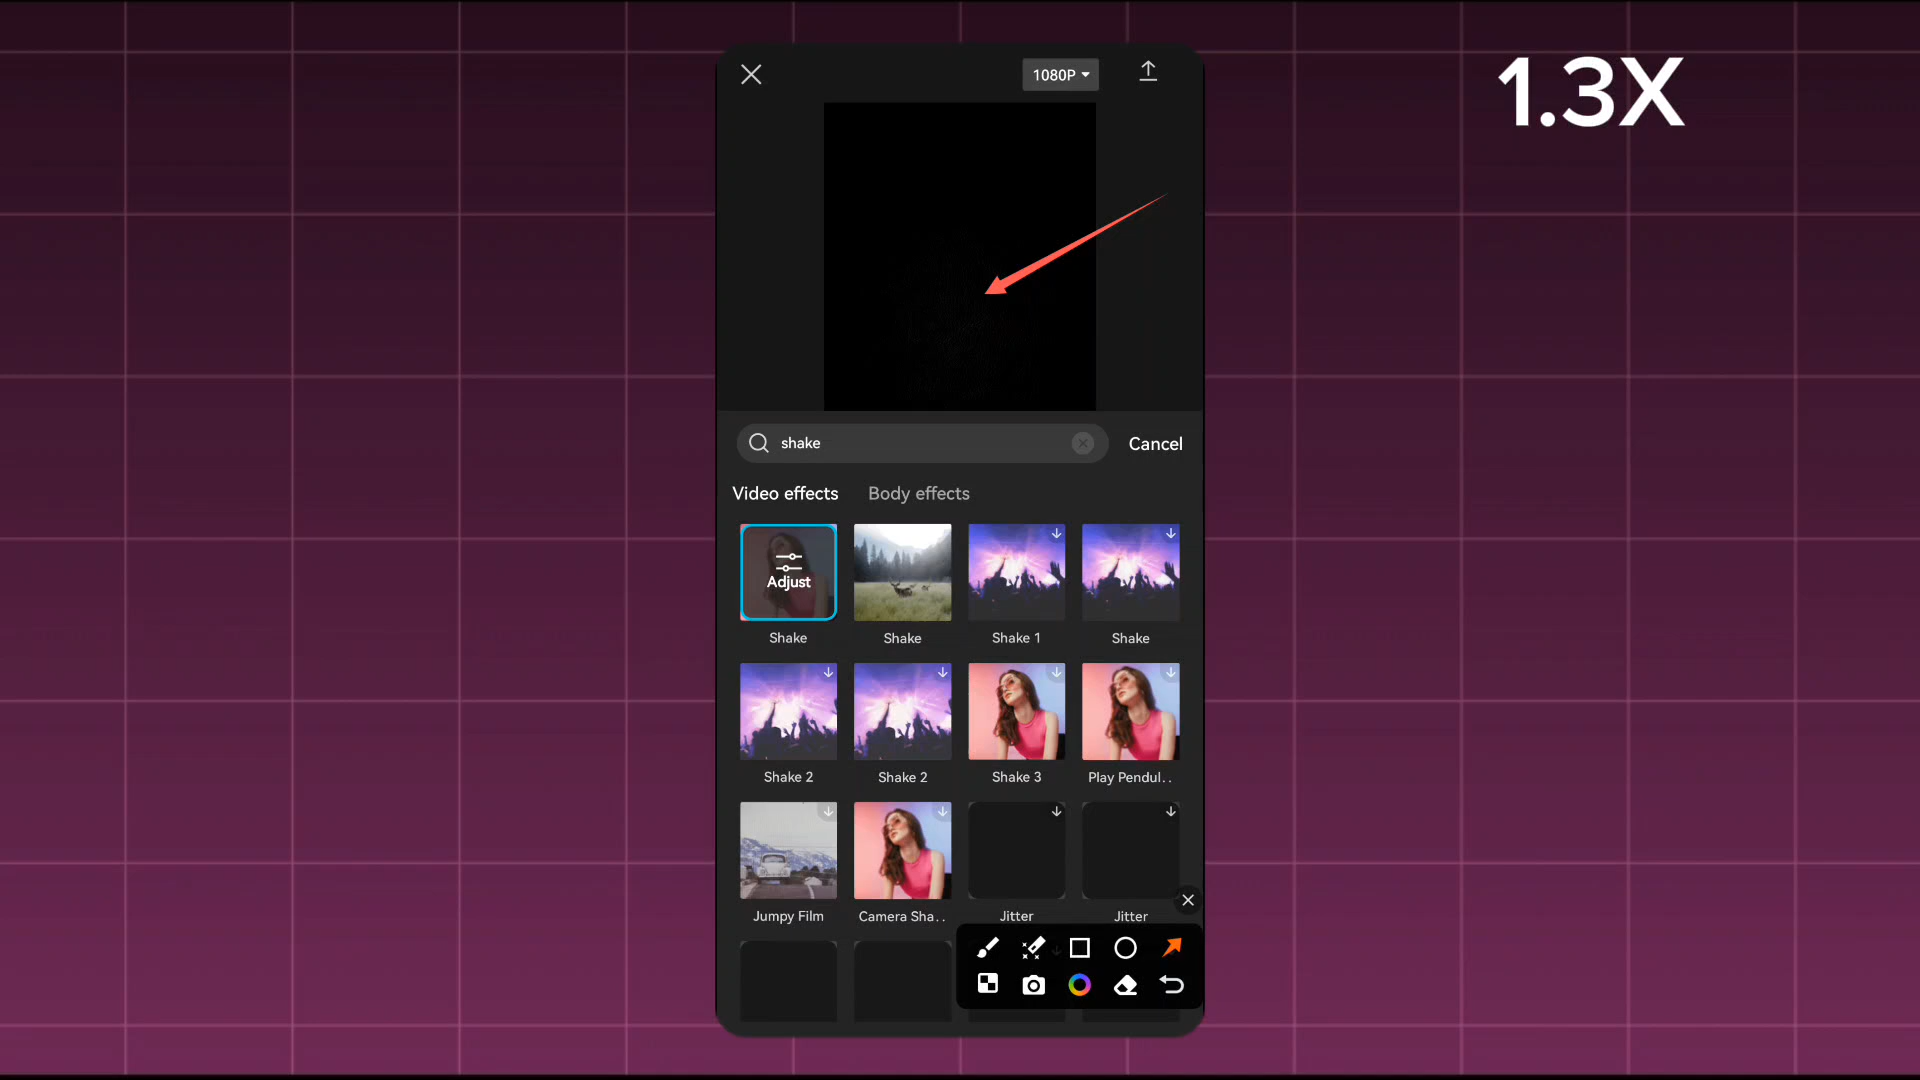 1.3X
1080P
shake
Cancel
Video effects
Body effects
Adjust
Shake
Shake
Shake 1
Shake
Shake 2
Shake 2
Shake 3
Play Pendul..
Jumpy Film
Camera Sha..
Jitter
Jitter